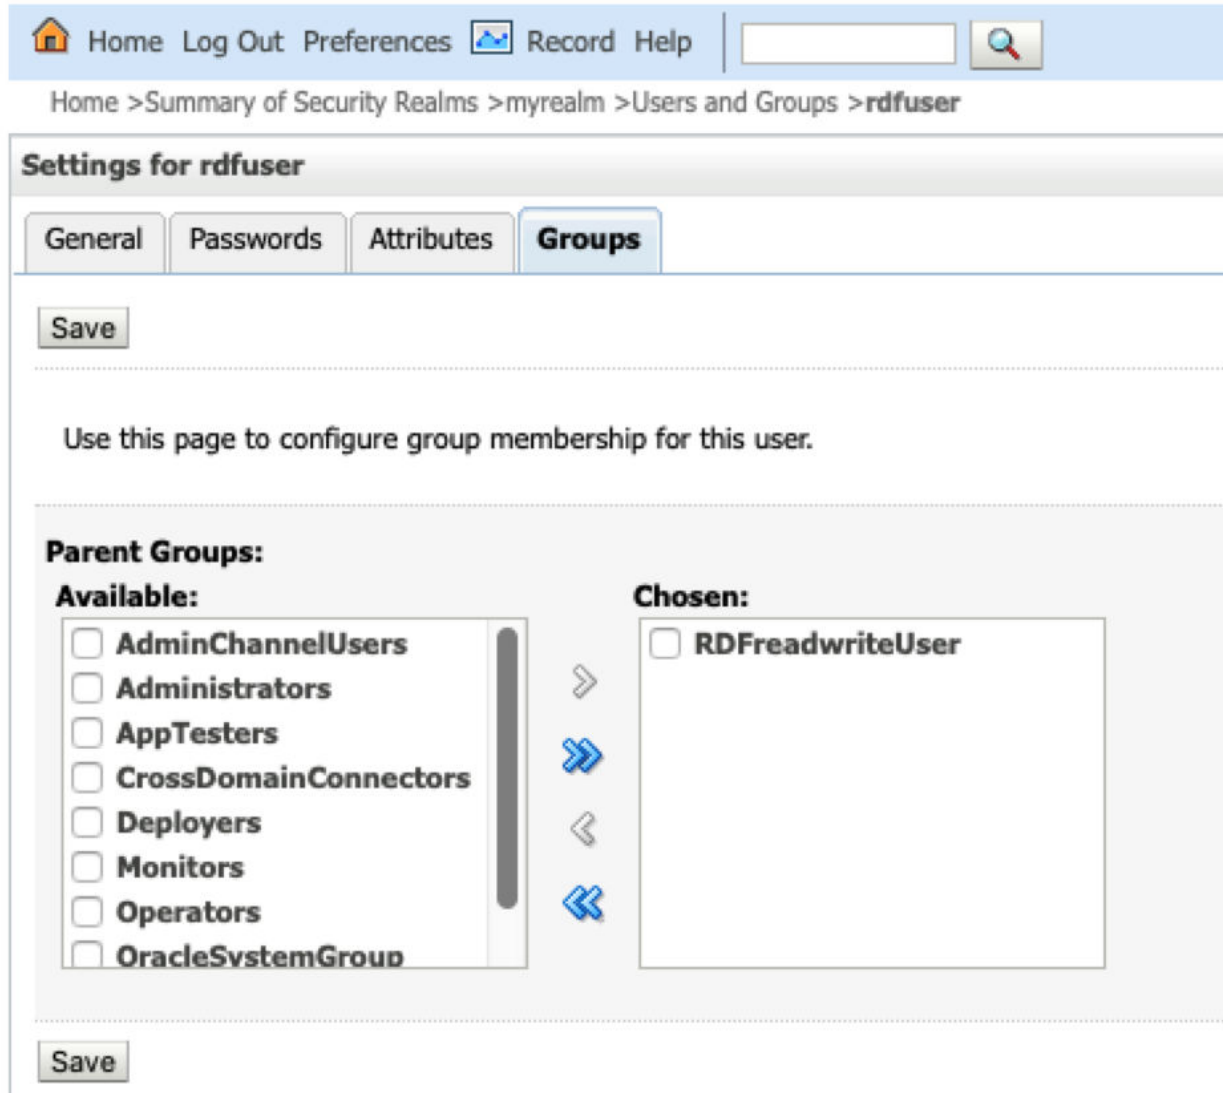 Home Log Out Preferences Record Help
Home >Summary of Security Realms >myrealm >Users and Groups >rdfuser
Settings for rdfuser
General Passwords Attributes Groups
Save
Use this page to configure group membership for this user.
Parent Groups:
Available: Chosen:
AdminChannelUsers RDFreadwriteUser
Administrators
AppTesters
CrossDomainConnectors
Deployers
Monitors
Operators
OracleSystemGroup
Save